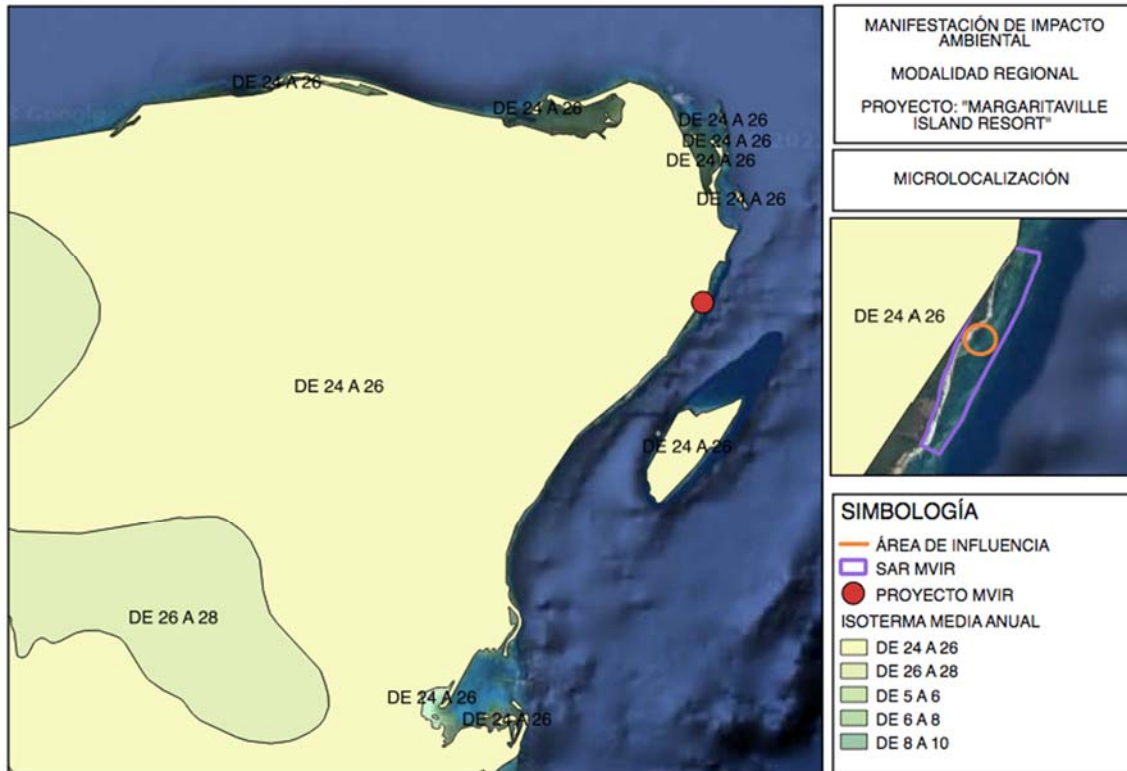 DE 24 A 26
DE 24 A 26
DE 24 A 26
DE 24 A 26
DE 24 A 26
DE 24 A 26
DE 24 A 26
DE 24 A 26
DE 26 A 28
DE 24 A 26
DE 24 A 26
MANIFESTACIÓN DE IMPACTO
AMBIENTAL
MODALIDAD REGIONAL
PROYECTO: "MARGARITAVILLE
ISLAND RESORT"
MICROLOCALIZACIÓN
DE 24 A 26
SIMBOLOGÍA
ÁREA DE INFLUENCIA
SAR MVIR
PROYECTO MVIR
ISOTERMA MEDIA ANUAL
DE 24 A 26
DE 26 A 28
DE 5 A 6
DE 6 A 8
DE 8 A 10